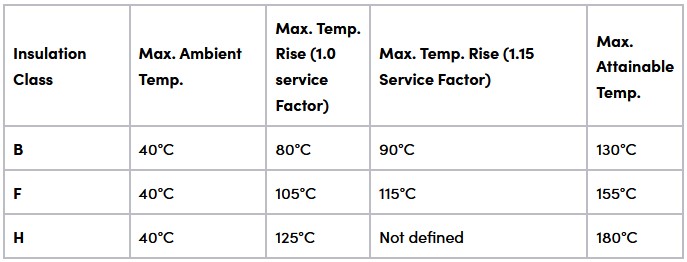 Insulation Class
Max. Ambient Temp.
Max. Temp. Rise (1.0 service Factor)
Max. Temp. Rise (1.15 Service Factor)
Max. Attainable Temp.
B 40°C 80°C 90°C 130°C
F 40°C 105°C 115°C 155°C
H 40°C 125°C Not defined 180°C